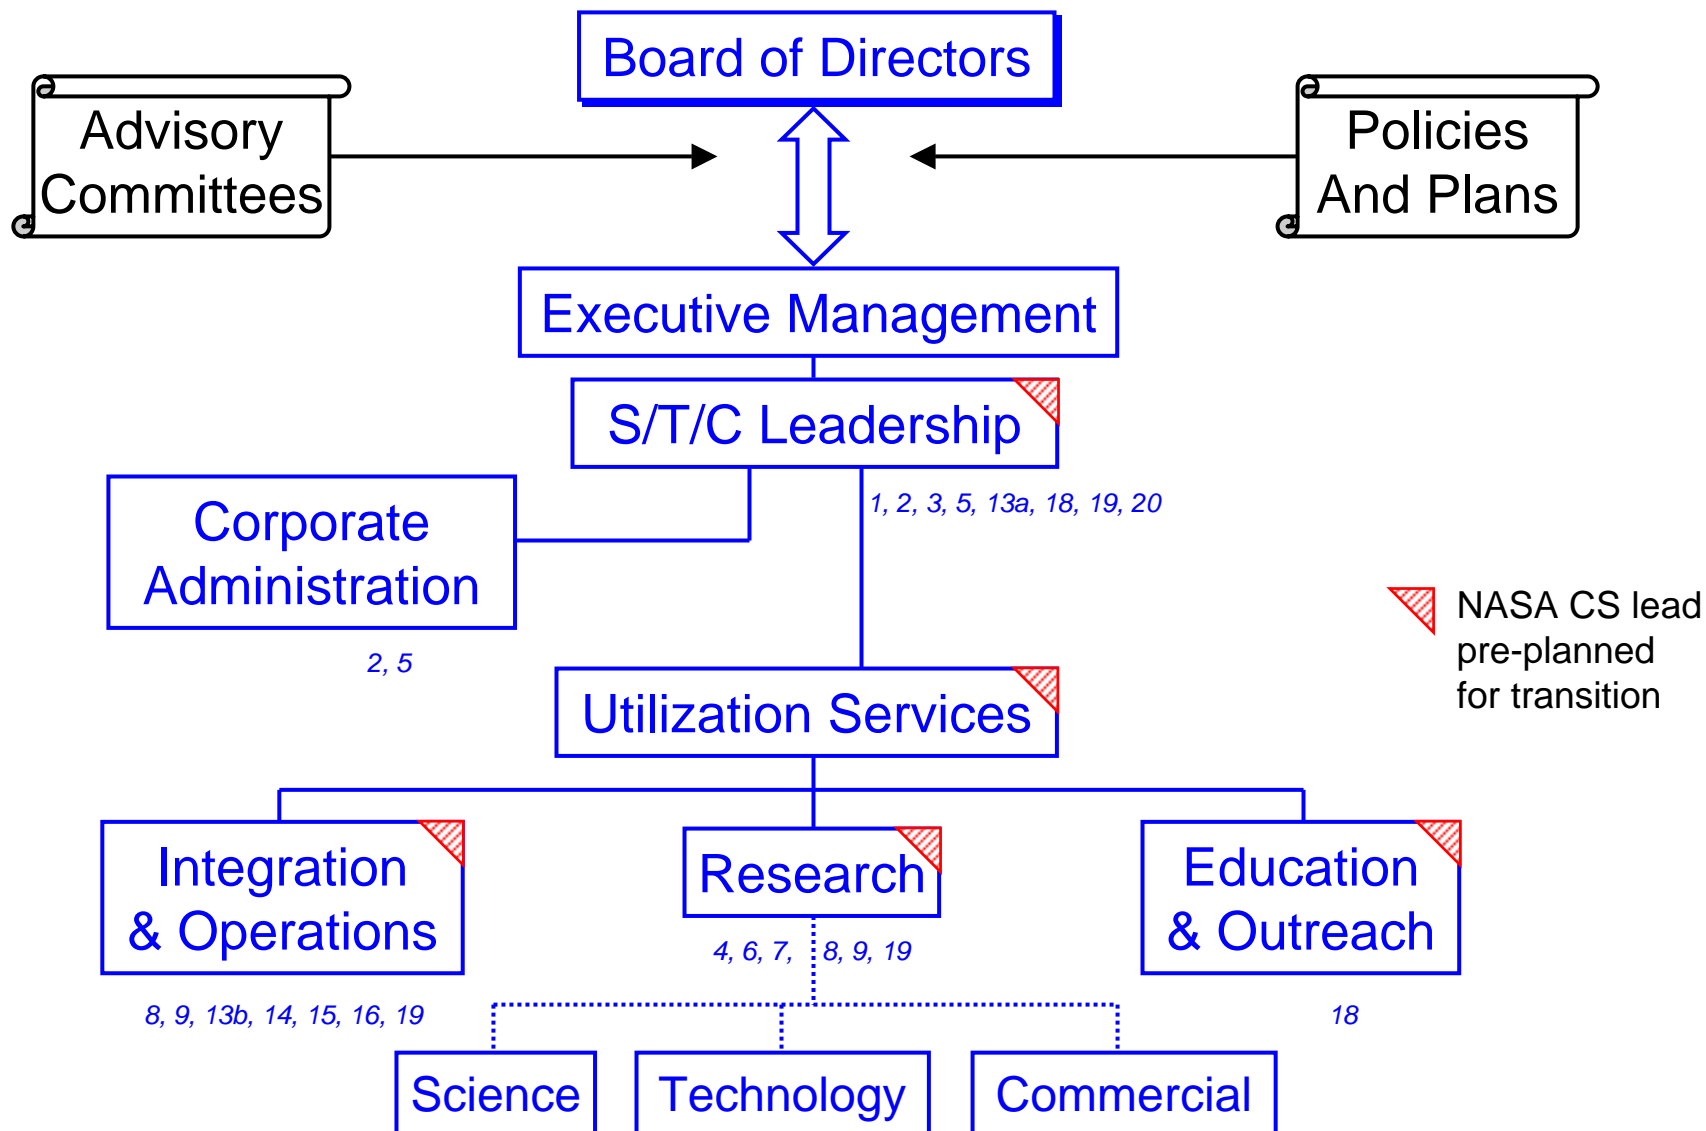 Board of Directors
Advisory
Committees
Policies
And Plans
Executive Management
S/T/C Leadership
1, 2, 3, 5, 13a, 18, 19, 20
Corporate
Administration
2, 5
NASA CS lead
pre-planned
for transition
Utilization Services
Integration
& Operations
8, 9, 13b, 14, 15, 16, 19
Research
4, 6, 7, 8, 9, 19
Education
& Outreach
18
Science
Technology
Commercial